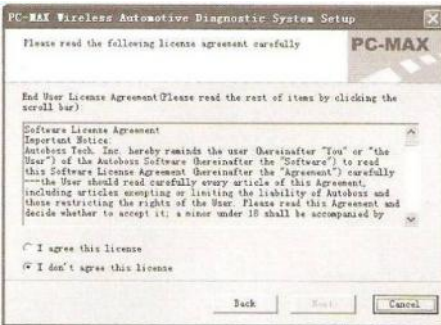 PC-MAX Wireless Automotive Diagnostic System Setup
Please read the following license agreement carefully
PC-MAX
End User License Agreement(Please read the rest of items by clicking the
scroll bar):
Software License Agreement
Important Notice:
Autoboss Tech. Inc. hereby reminds the user (hereinafter "You" or "the
User") of the Autoboss Software (hereinafter the "Software") to read
this Software License Agreement (hereinafter the "Agreement") carefully
---the User should read carefully every article of this Agreement,
including articles exempting or limiting the liability of Autoboss and
those restricting the rights of the User. Please read this Agreement and
decide whether to accept it; a minor under 18 shall be accompanied by
I agree this license
I don't agree this license
Back
Next
Cancel